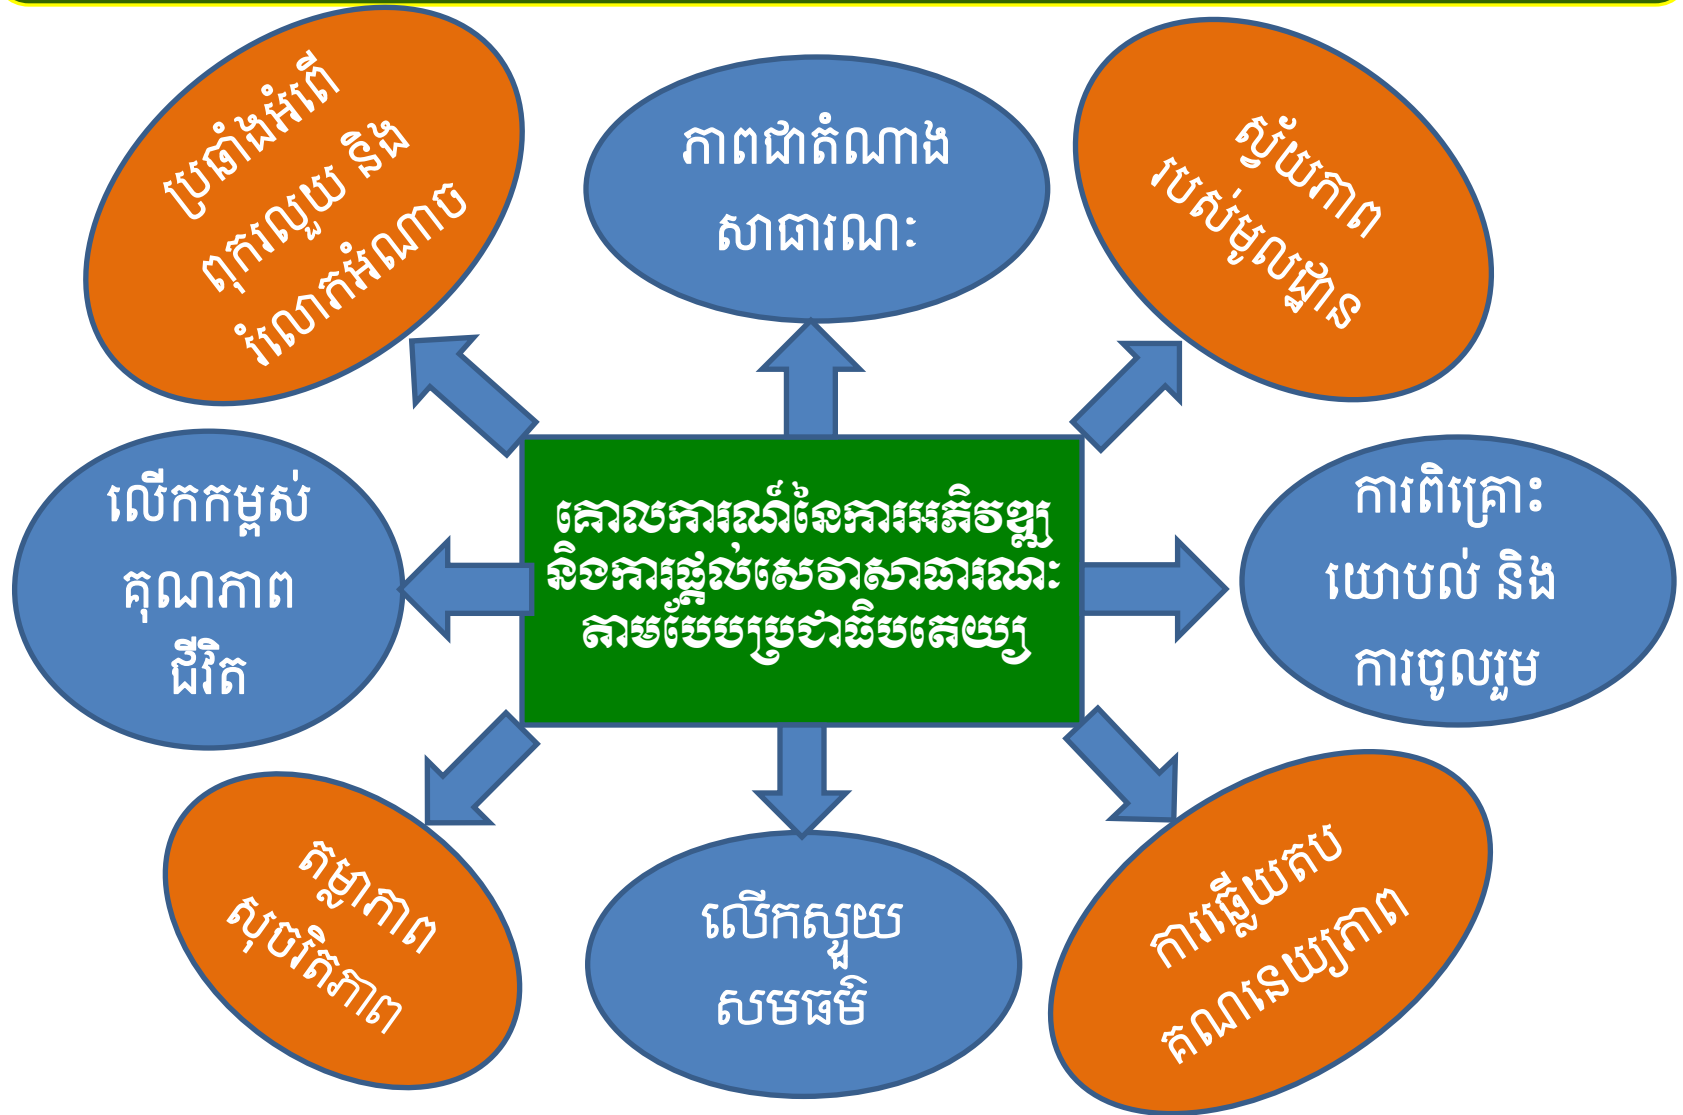 ប្រឆាំងអំពើ
ពុករលួយ និង
រំលោភអំណាច
ភាពជាតំណាង
សាធារណៈ
ស្វ័យភាព
របស់មូលដ្ឋាន
លើកកម្ពស់
គុណភាព
ជីវិត
គោលការណ៍នៃការអភិវឌ្ឍ
និងការផ្តល់សេវាសាធារណៈ
តាមបែបប្រជាធិបតេយ្យ
ការពិគ្រោះ
យោបល់ និង
ការចូលរួម
តម្លាភាព
សុចរិតភាព
លើកស្ទួយ
សមធម៌
ការឆ្លើយតប
គណនេយ្យភាព